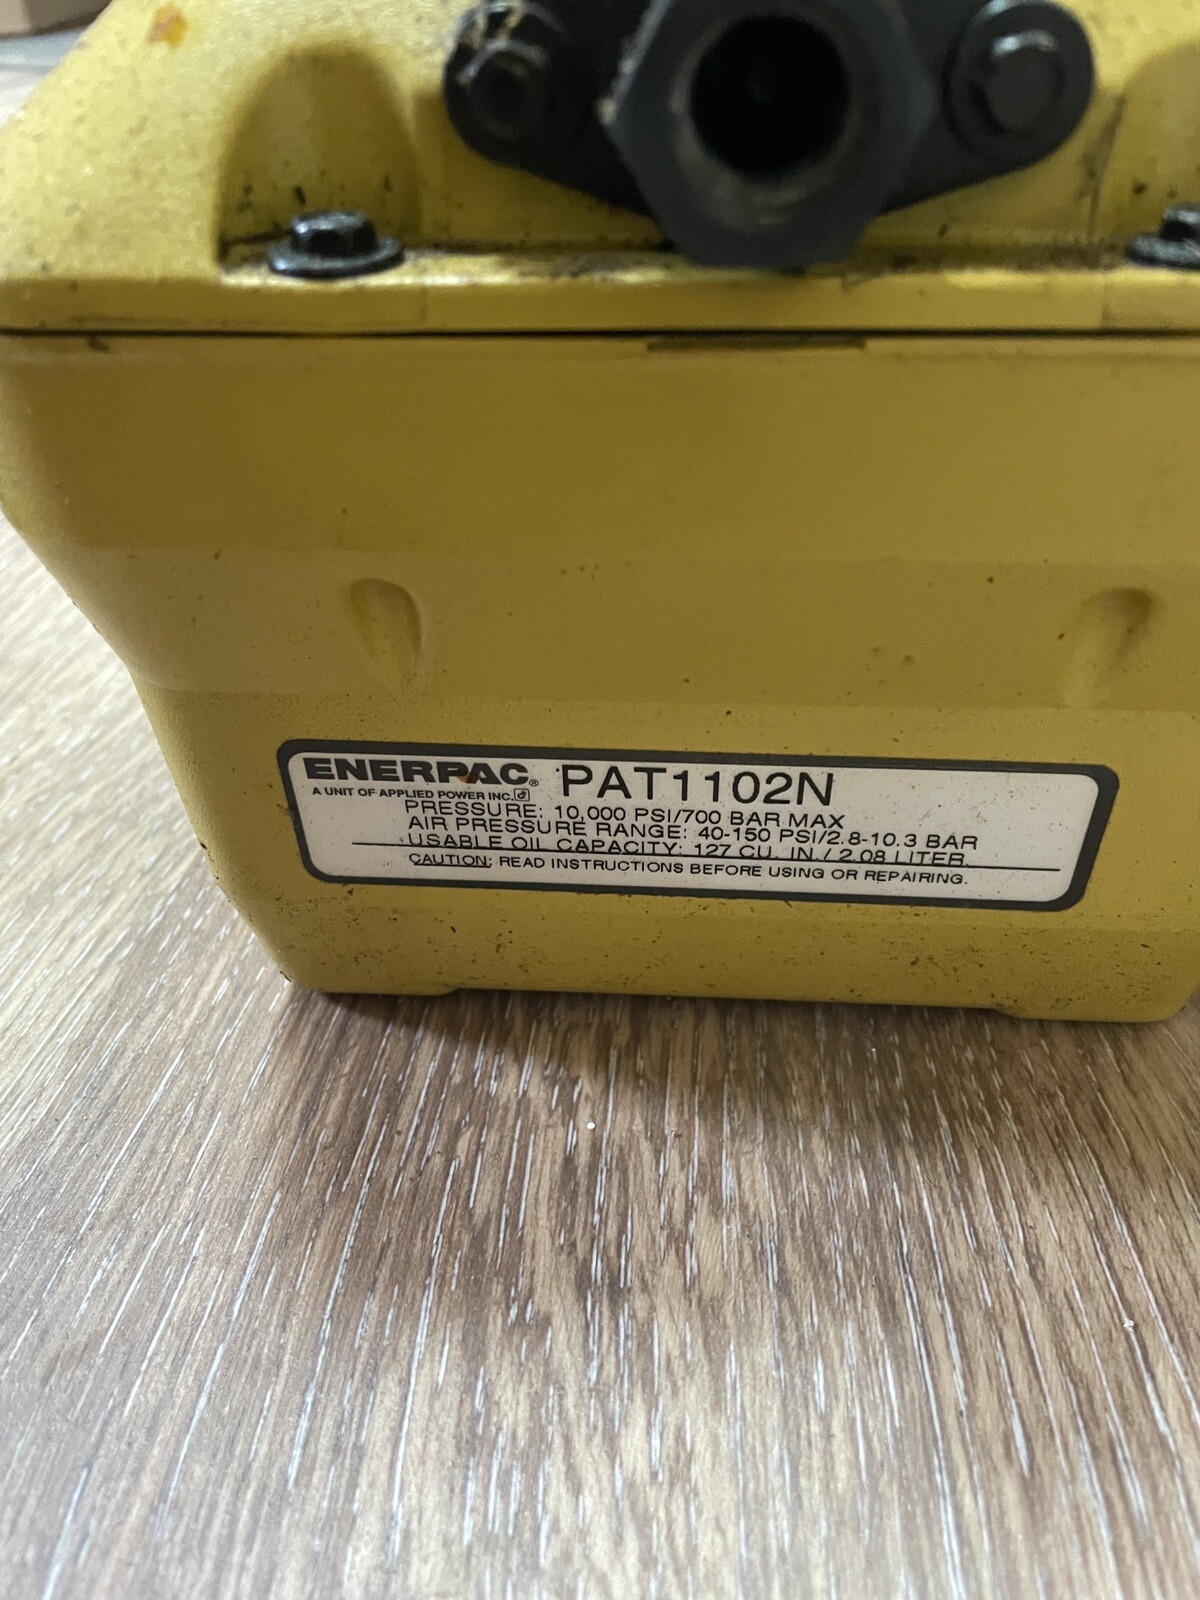 ENERPAC® PAT1102N
A UNIT OF APPLIED POWER INC.
PRESSURE: 10,000 PSI/700 BAR MAX
AIR PRESSURE RANGE: 40-150 PSI/2.8-10.3 BAR
USABLE OIL CAPACITY: 127 CU. IN./ 2.08 LITER.
CAUTION: READ INSTRUCTIONS BEFORE USING OR REPAIRING.